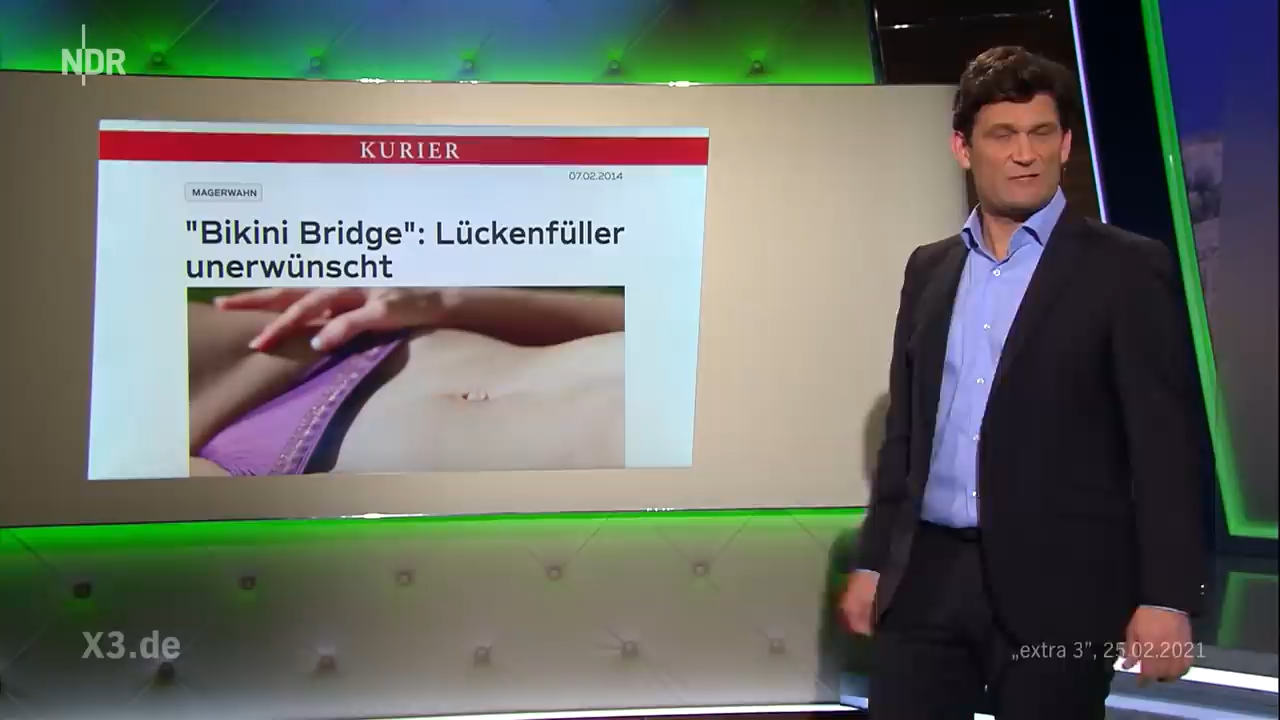 NDR
KURIER
07.02.2014
MAGERWAHN
"Bikini Bridge": Lückenfüller
unerwünscht
X3.de
„extra 3”, 25.02.2021